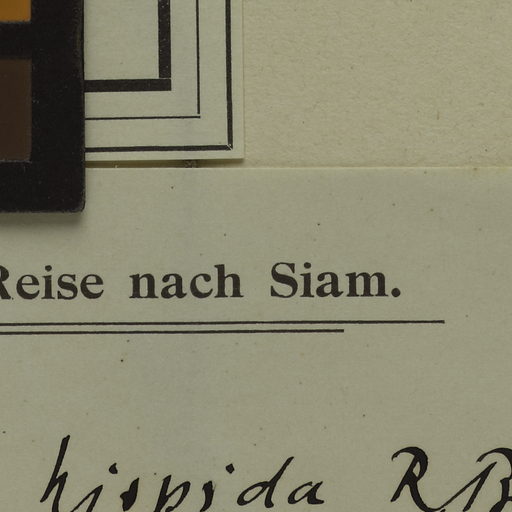 Reise nach Siam.
hispida R.B